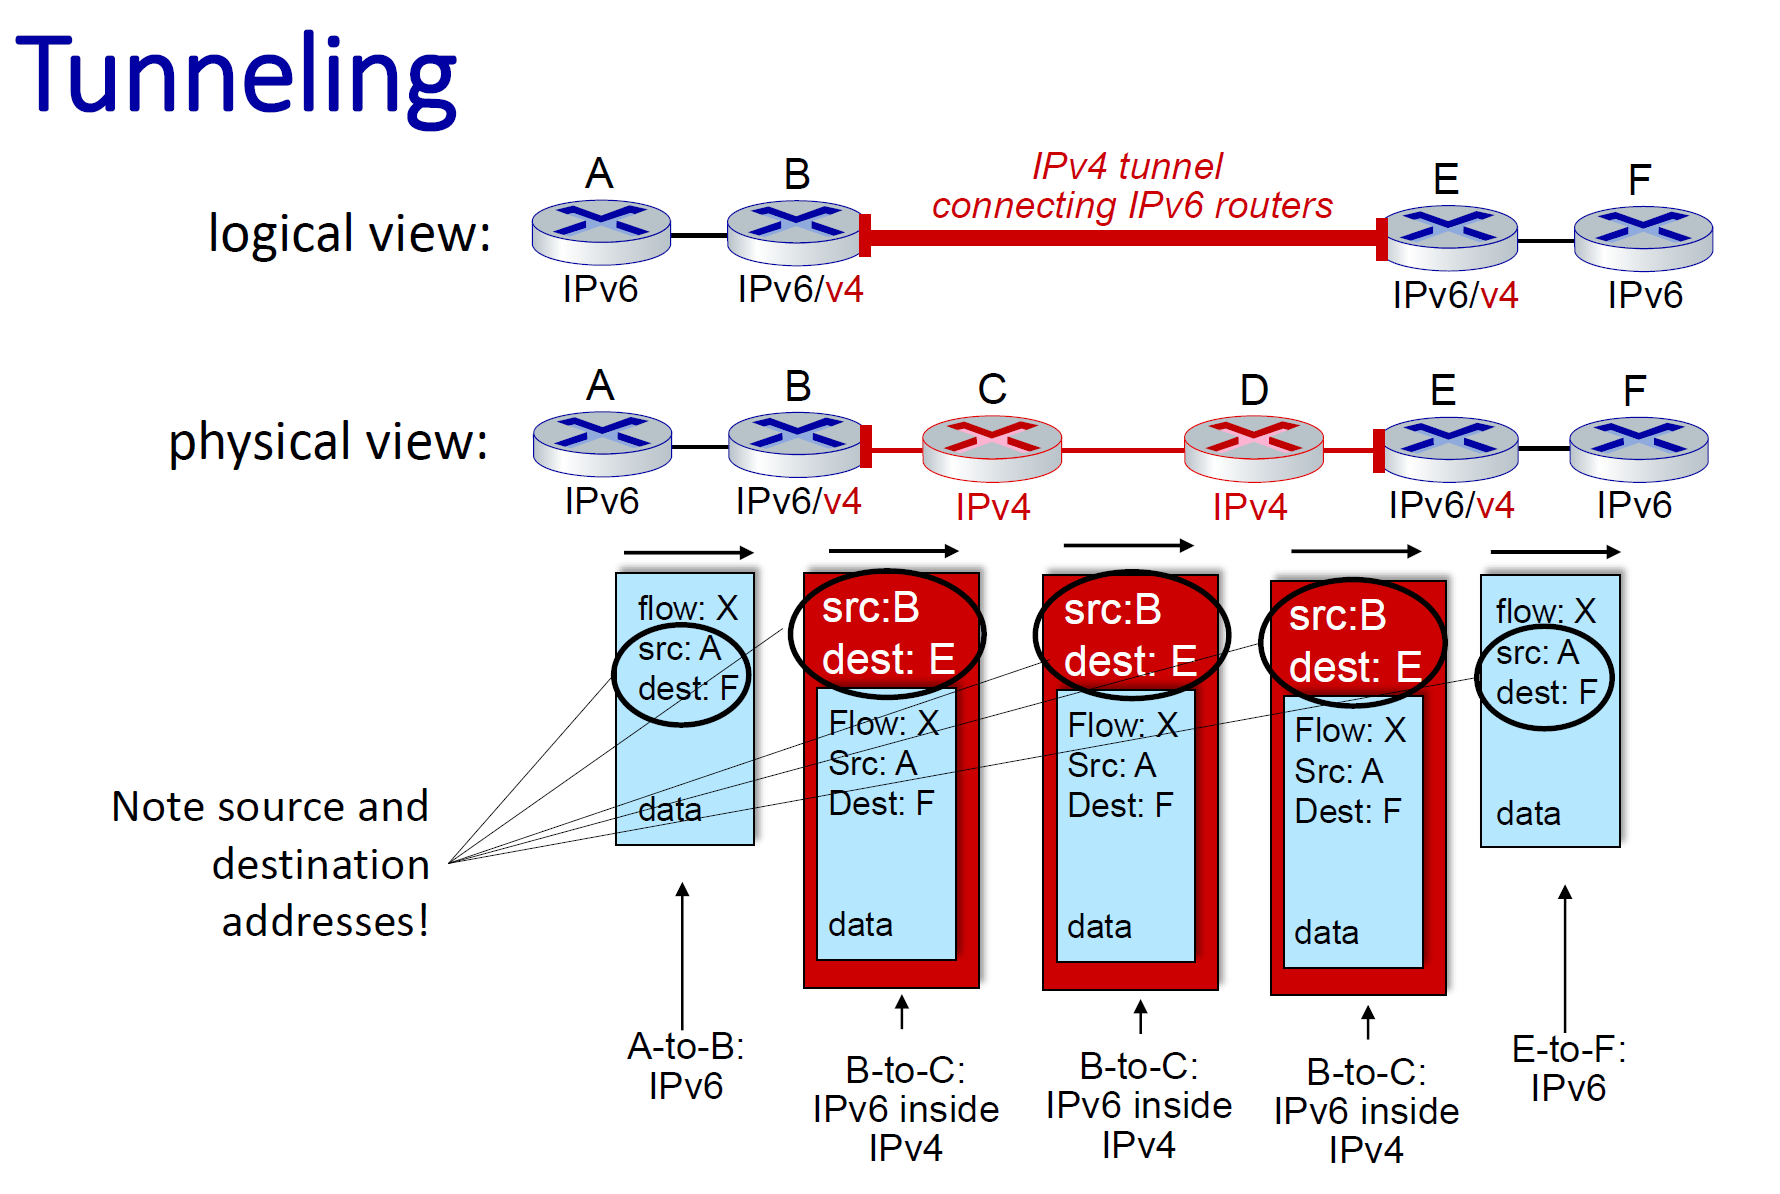 Tunneling
IPv4 tunnel
connecting IPv6 routers
logical view:
A
B
E
F
IPv6
IPv6/v4
IPv6/v4
IPv6
physical view:
A
B
C
D
E
F
IPv6
IPv6/v4
IPv4
IPv4
IPv6/v4
IPv6
flow: X
src: A
dest: F
data
src:B
dest: E
Flow: X
Src: A
Dest: F
data
src:B
dest: E
Flow: X
Src: A
Dest: F
data
src:B
dest: E
Flow: X
Src: A
Dest: F
data
flow: X
src: A
dest: F
data
Note source and
destination
addresses!
A-to-B:
IPv6
B-to-C:
IPv6 inside
IPv4
B-to-C:
IPv6 inside
IPv4
B-to-C:
IPv6 inside
IPv4
E-to-F:
IPv6